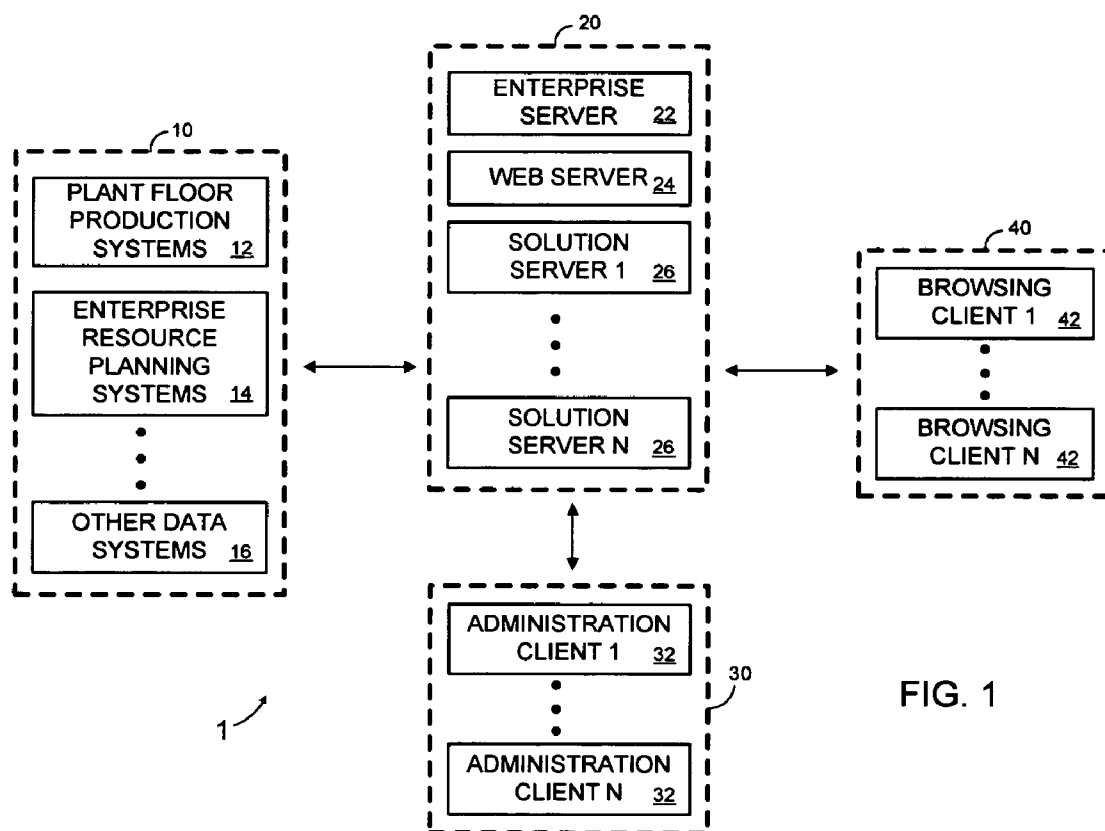 10
PLANT FLOOR
PRODUCTION
SYSTEMS 12
ENTERPRISE
RESOURCE
PLANNING
SYSTEMS 14
OTHER DATA
SYSTEMS 16
20
ENTERPRISE
SERVER 22
WEB SERVER 24
SOLUTION
SERVER 1 26
SOLUTION
SERVER N 26
40
BROWSING
CLIENT 1 42
BROWSING
CLIENT N 42
30
ADMINISTRATION
CLIENT 1 32
ADMINISTRATION
CLIENT N 32
1
FIG. 1